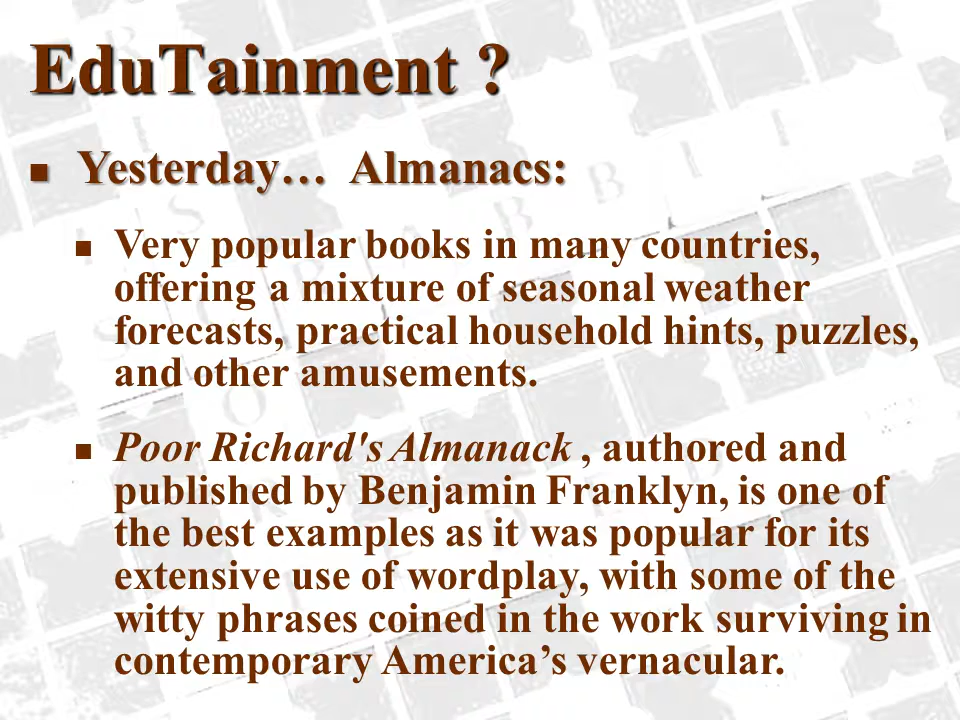 EduTainment ?
Yesterday… Almanacs:
Very popular books in many countries,
offering a mixture of seasonal weather
forecasts, practical household hints, puzzles,
and other amusements.
Poor Richard's Almanack , authored and
published by Benjamin Franklyn, is one of
the best examples as it was popular for its
extensive use of wordplay, with some of the
witty phrases coined in the work surviving in
contemporary America’s vernacular.